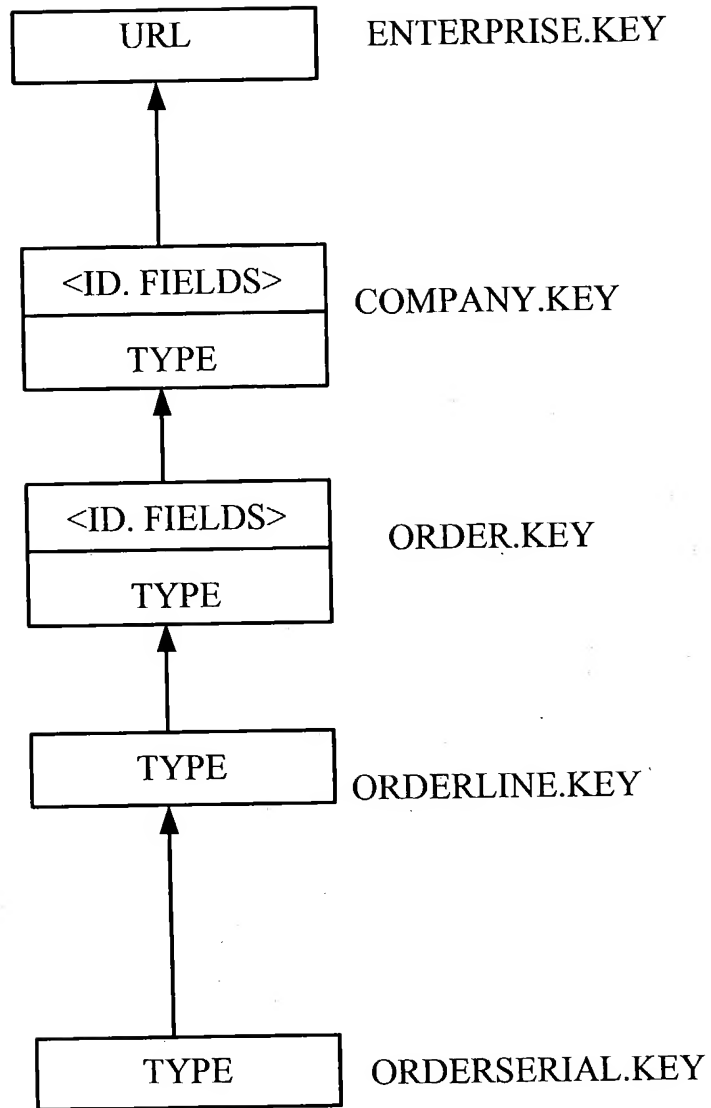 URL
ENTERPRISE.KEY
<ID. FIELDS>
COMPANY.KEY
TYPE
<ID. FIELDS>
ORDER.KEY
TYPE
TYPE
ORDERLINE.KEY
TYPE
ORDERSERIAL.KEY